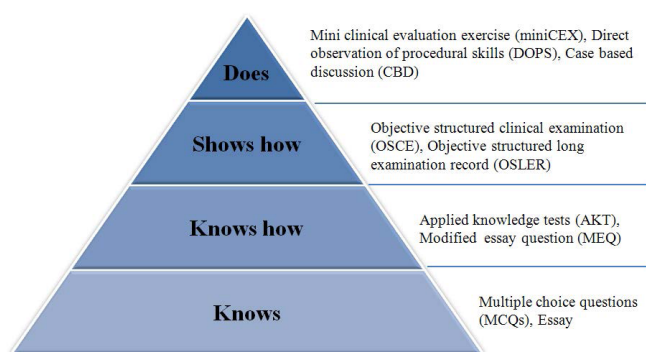 Mini clinical evaluation exercise (miniCEX), Direct
observation of procedural skills (DOPS), Case based
discussion (CBD)
Does
Objective structured clinical examination
(OSCE), Objective structured long
examination record (OSLER)
Shows how
Applied knowledge tests (AKT),
Modified essay question (MEQ)
Knows how
Multiple choice questions
(MCQs), Essay
Knows